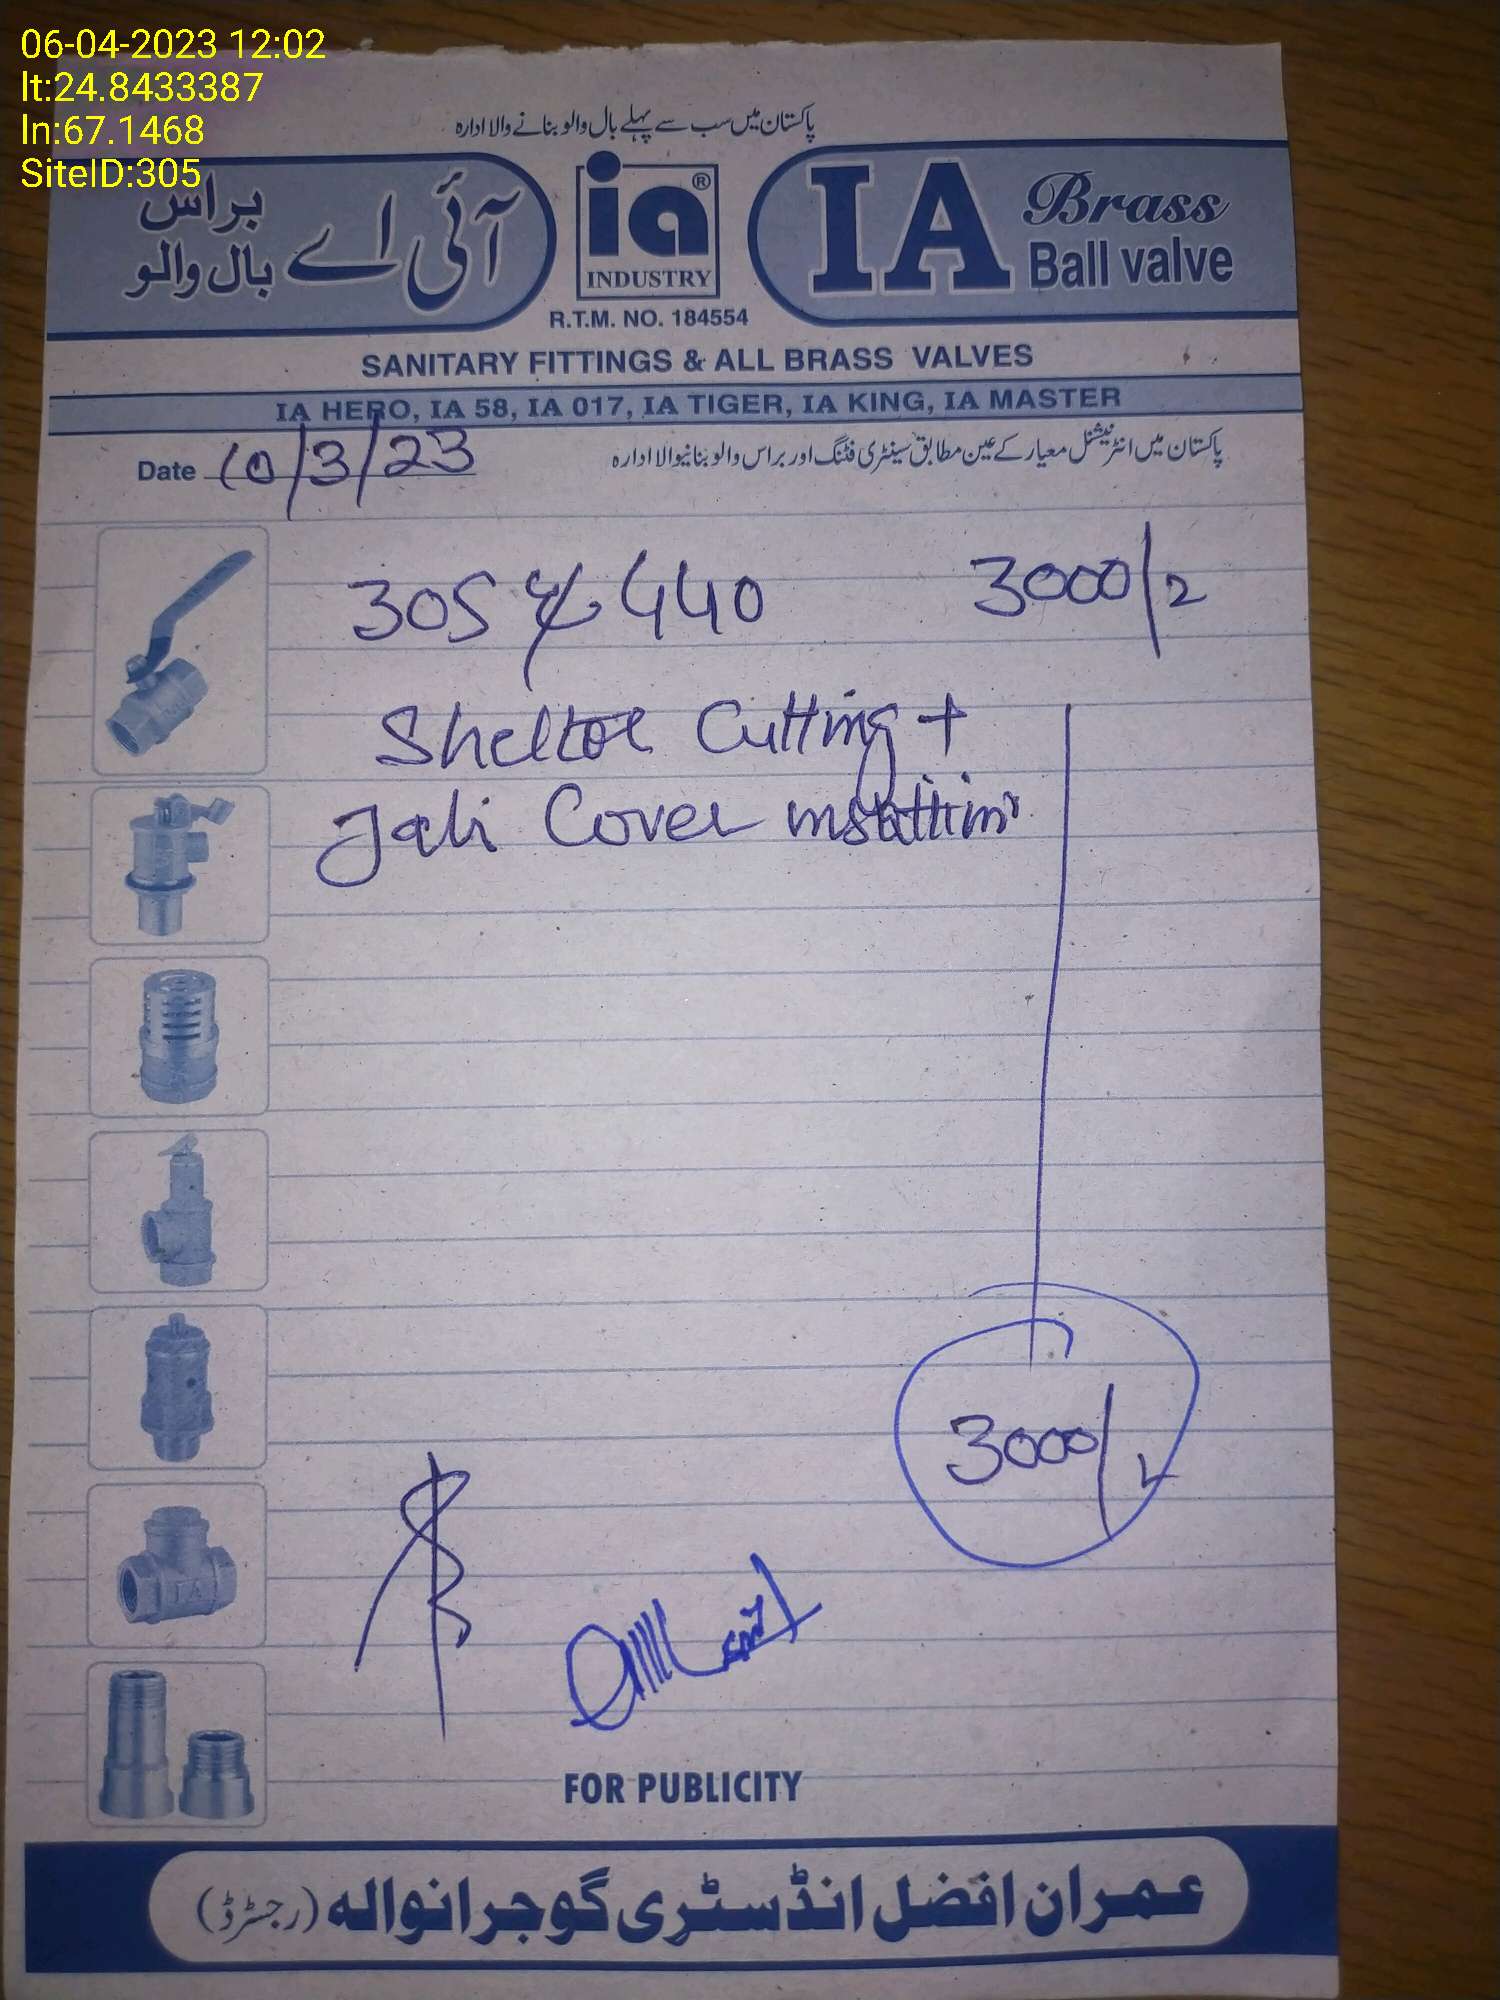 06-04-2023 12:02
lt:24.8433387
ln:67.1468
SiteID:305
پاکستان میں سب سے پہلے بال والو بنانے والا ادارہ
آئی اے براس بال والو
ia®
INDUSTRY
R.T.M. NO. 184554
IA Brass
Ball valve
SANITARY FITTINGS & ALL BRASS VALVES
IA HERO, IA 58, IA 017, IA TIGER, IA KING, IA MASTER
Date 10/3/23
پاکستان میں انٹرنیشنل معیار کے عین مطابق سینٹری فٹنگ اور براس والو بنانیوالا ادارہ
305 & 440 3000/
Shelter Cutting +
Jali Cover
3000/
IA
FOR PUBLICITY
عمران افضل انڈسٹری گوجرانوالہ (رجسٹرڈ)